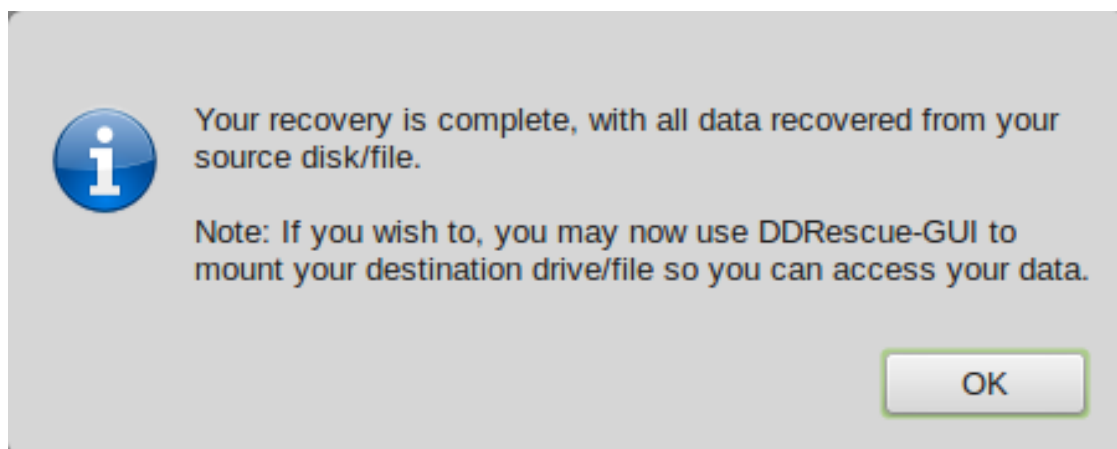 Your recovery is complete, with all data recovered from your
source disk/file.
Note: If you wish to, you may now use DDRescue-GUI to
mount your destination drive/file so you can access your data.
OK